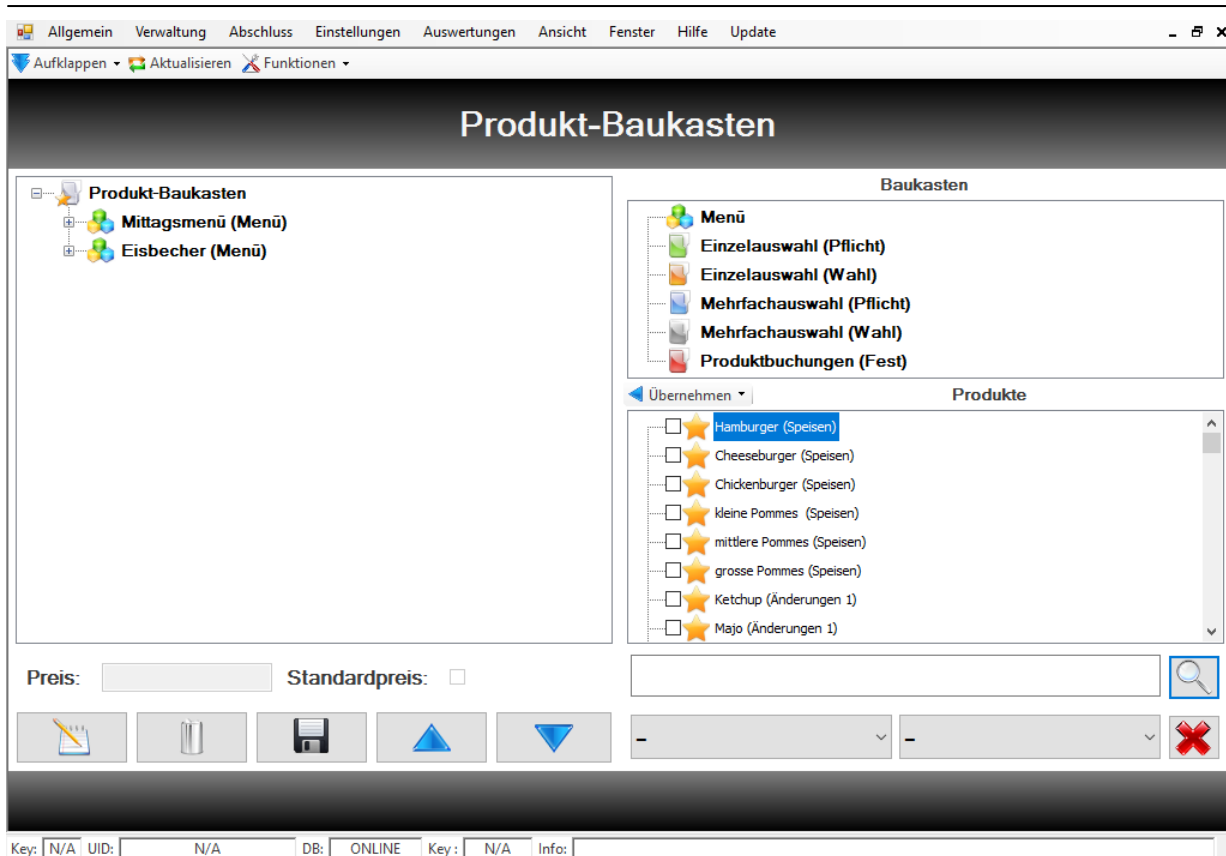 Allgemein Verwaltung Abschluss Einstellungen Auswertungen Ansicht Fenster Hilfe Update
Aufklappen Aktualisieren Funktionen
Produkt-Baukasten
Produkt-Baukasten
Mittagsmenü (Menü)
Eisbecher (Menü)
Baukasten
Menü
Einzelauswahl (Pflicht)
Einzelauswahl (Wahl)
Mehrfachauswahl (Pflicht)
Mehrfachauswahl (Wahl)
Produktbuchungen (Fest)
Übernehmen Produkte
Hamburger (Speisen)
Cheeseburger (Speisen)
Chickenburger (Speisen)
kleine Pommes (Speisen)
mittlere Pommes (Speisen)
grosse Pommes (Speisen)
Ketchup (Änderungen 1)
Majo (Änderungen 1)
Preis: Standardpreis:
– –
Key: N/A UID: N/A DB: ONLINE Key : N/A Info: